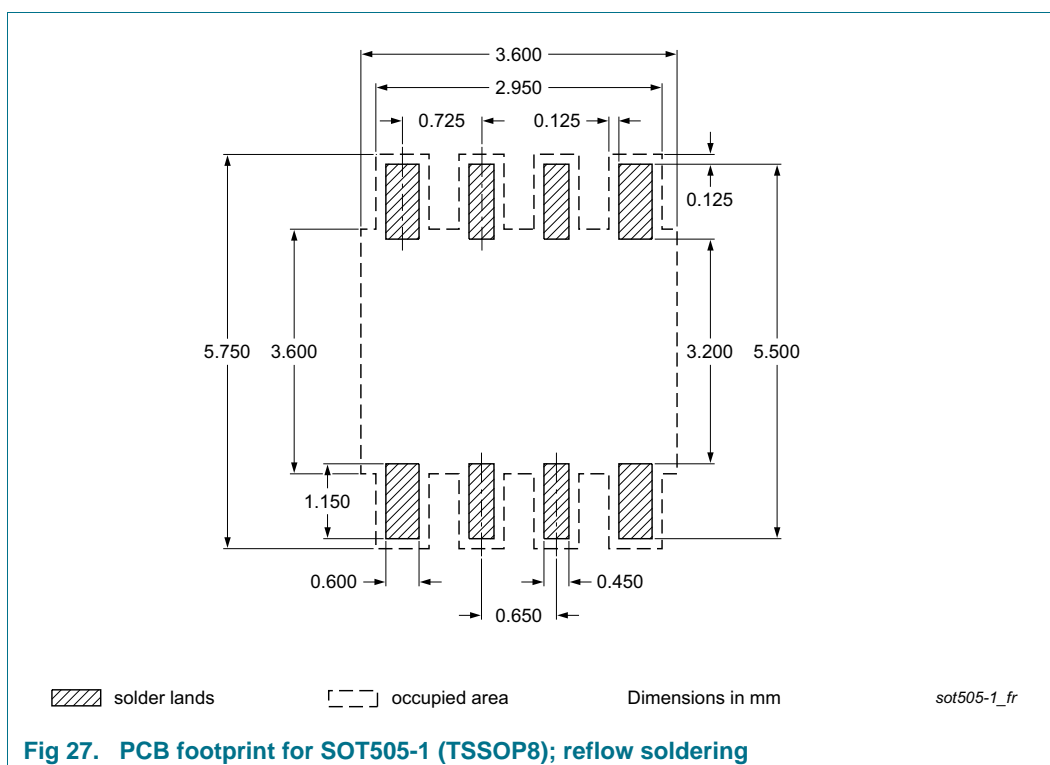 3.600
2.950
0.725
0.125
0.125
5.750
3.600
3.200
5.500
1.150
0.600
0.450
0.650
solder lands
occupied area
Dimensions in mm
sot505-1_fr
Fig 27. PCB footprint for SOT505-1 (TSSOP8); reflow soldering